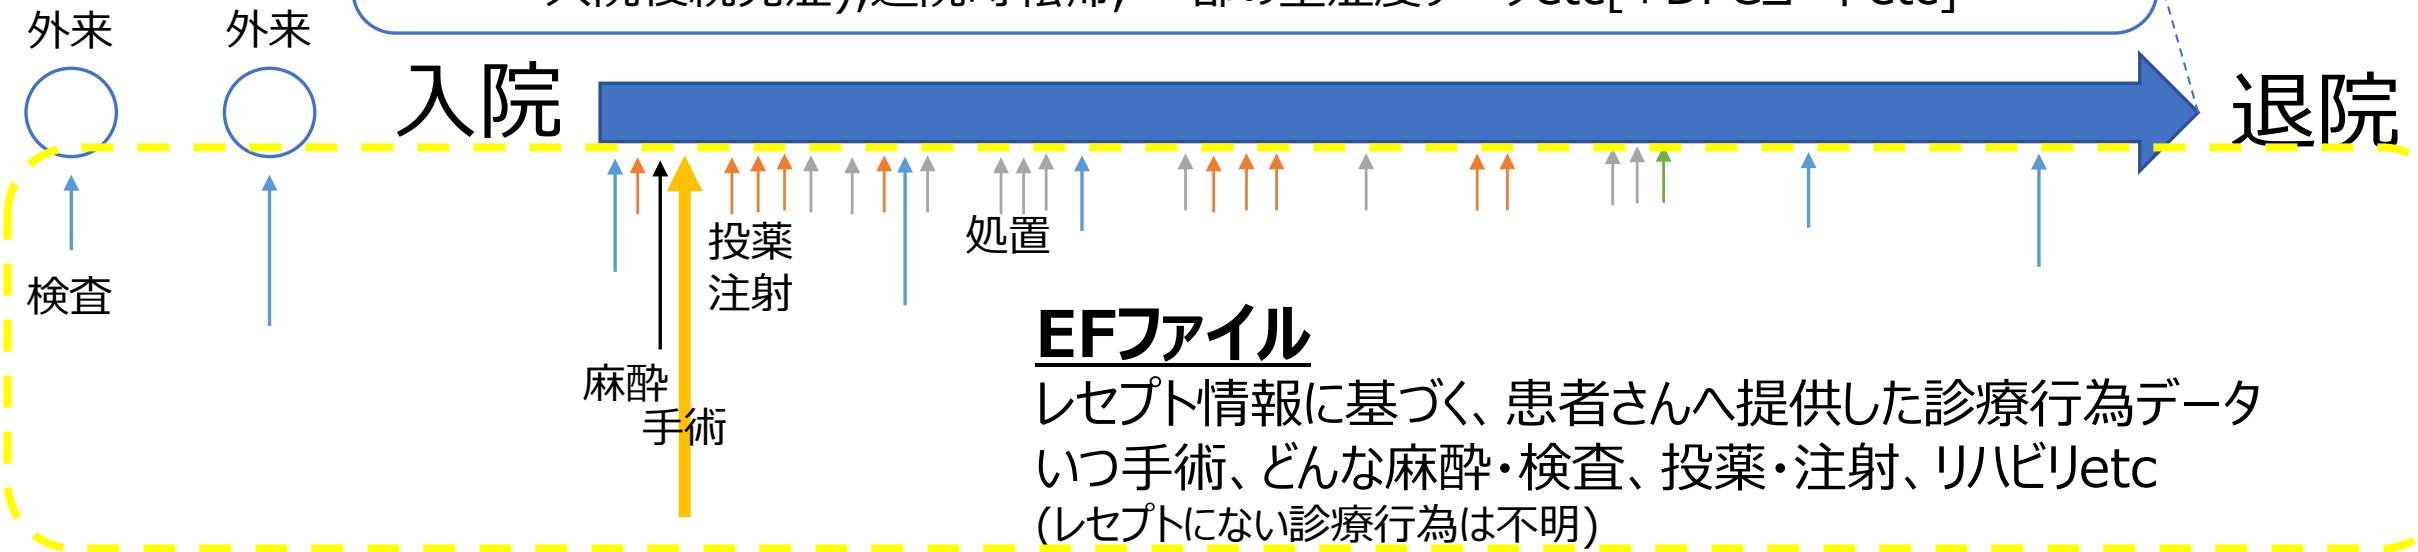 外来
外来
入院
退院
検査
投薬
注射
処置
麻酔
手術
EFファイル
レセプト情報に基づく、患者さんへ提供した診療行為データ
いつ手術、どんな麻酔・検査、投薬・注射、リハビリetc
(レセプトにない診療行為は不明)